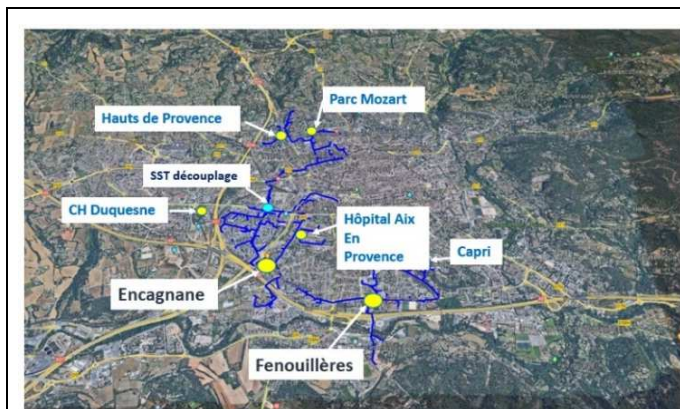 Parc Mozart
Hauts de Provence
SST découplage
CH Duquesne
Hôpital Aix
En
Provence
Capri
Encagnane
Fenouillères